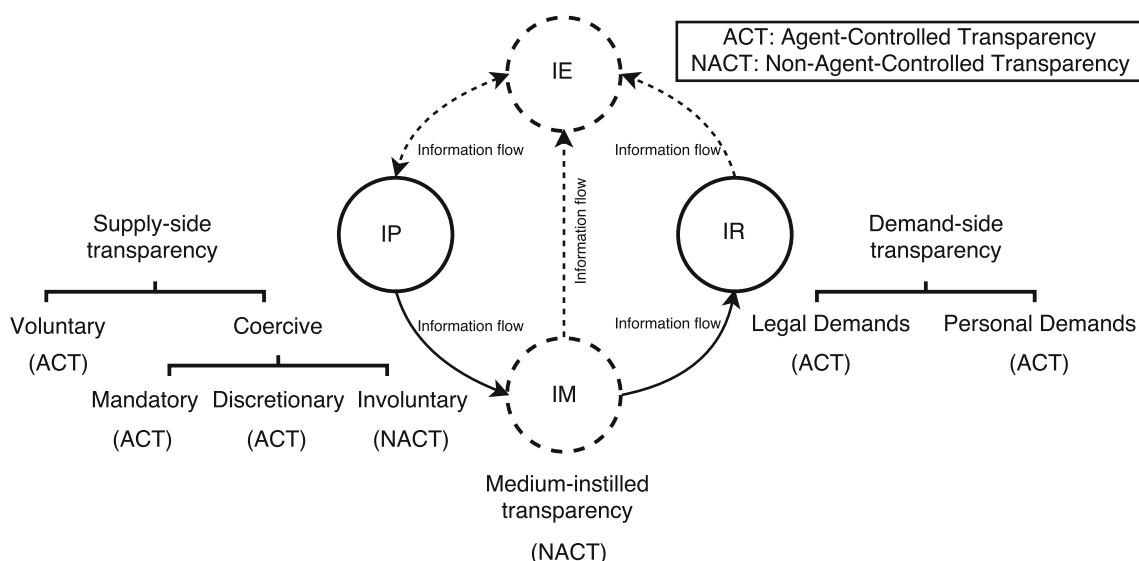 ACT: Agent-Controlled Transparency
NACT: Non-Agent-Controlled Transparency
IE
Information flow
Information flow
Information flow
IP
IR
Supply-side
transparency
Demand-side
transparency
Voluntary
(ACT)
Coercive
Information flow
Information flow
Legal Demands
(ACT)
Personal Demands
(ACT)
Mandatory
(ACT)
Discretionary
(ACT)
Involuntary
(NACT)
IM
Medium-instilled
transparency
(NACT)